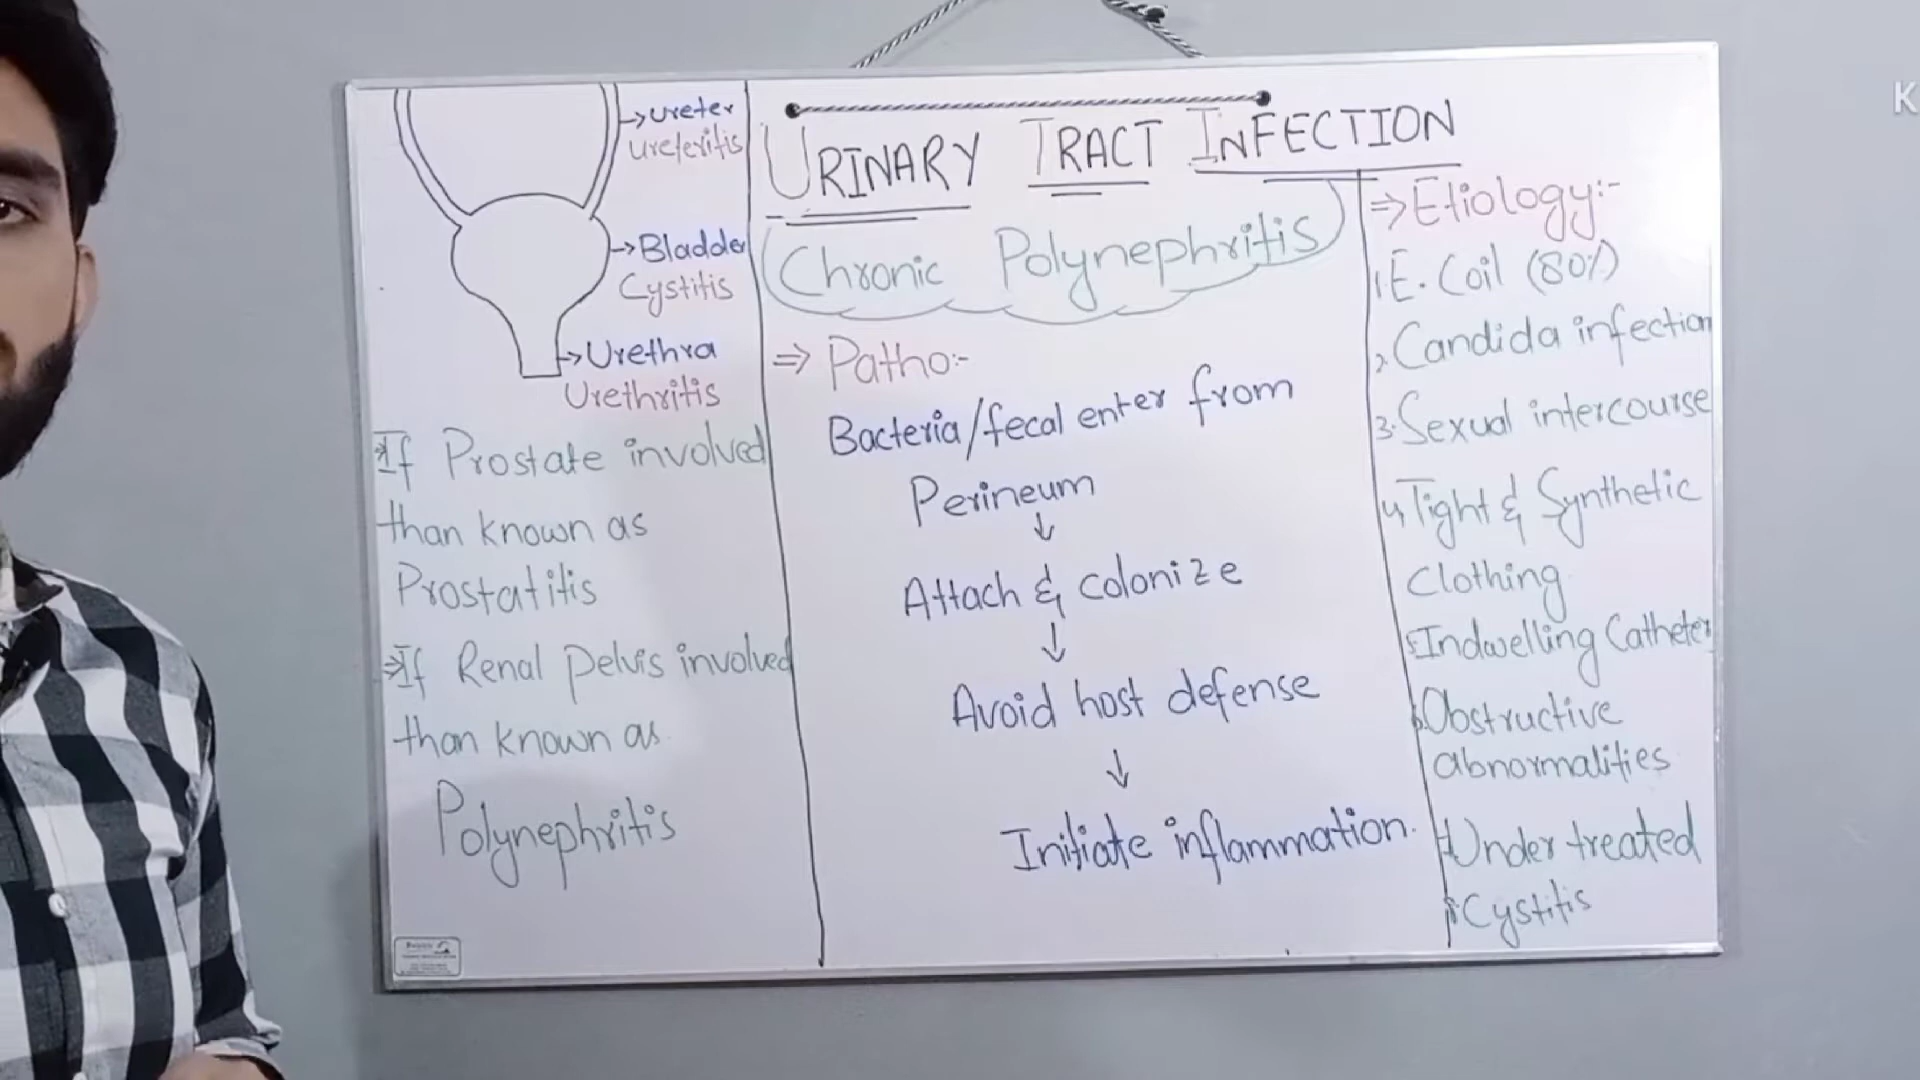 → Ureter
Ureteritis
→ Bladder
Cystitis
→ Urethra
Urethritis
* If Prostate involved
than known as
Prostatitis
⇒ If Renal Pelvis involved
than known as
Polynephritis
URINARY TRACT INFECTION
Chronic Polynephritis
⇒ Patho:-
Bacteria/fecal enter from
Perineum
↓
Attach & colonize
↓
Avoid host defense
↓
Initiate inflammation.
⇒ Etiology:-
1. E. Coil (80%)
2, Candida infection
3. Sexual intercourse
4, Tight & Synthetic
Clothing
5. Indwelling Catheter
6. Obstructive
abnormalities
7. Under treated
Cystitis
K